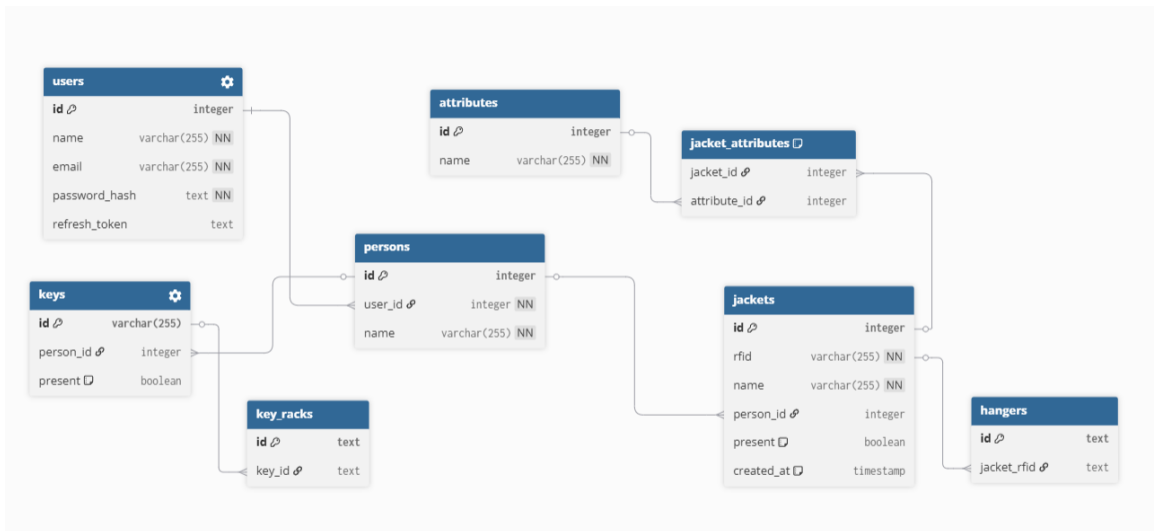 users
id integer
name varchar(255) NN
email varchar(255) NN
password_hash text NN
refresh_token text
attributes
id integer
name varchar(255) NN
jacket_attributes
jacket_id integer
attribute_id integer
persons
id integer
user_id integer NN
name varchar(255) NN
keys
id varchar(255)
person_id integer
present boolean
jackets
id integer
rfid varchar(255) NN
name varchar(255) NN
person_id integer
present boolean
created_at timestamp
key_racks
id text
key_id text
hangers
id text
jacket_rfid text